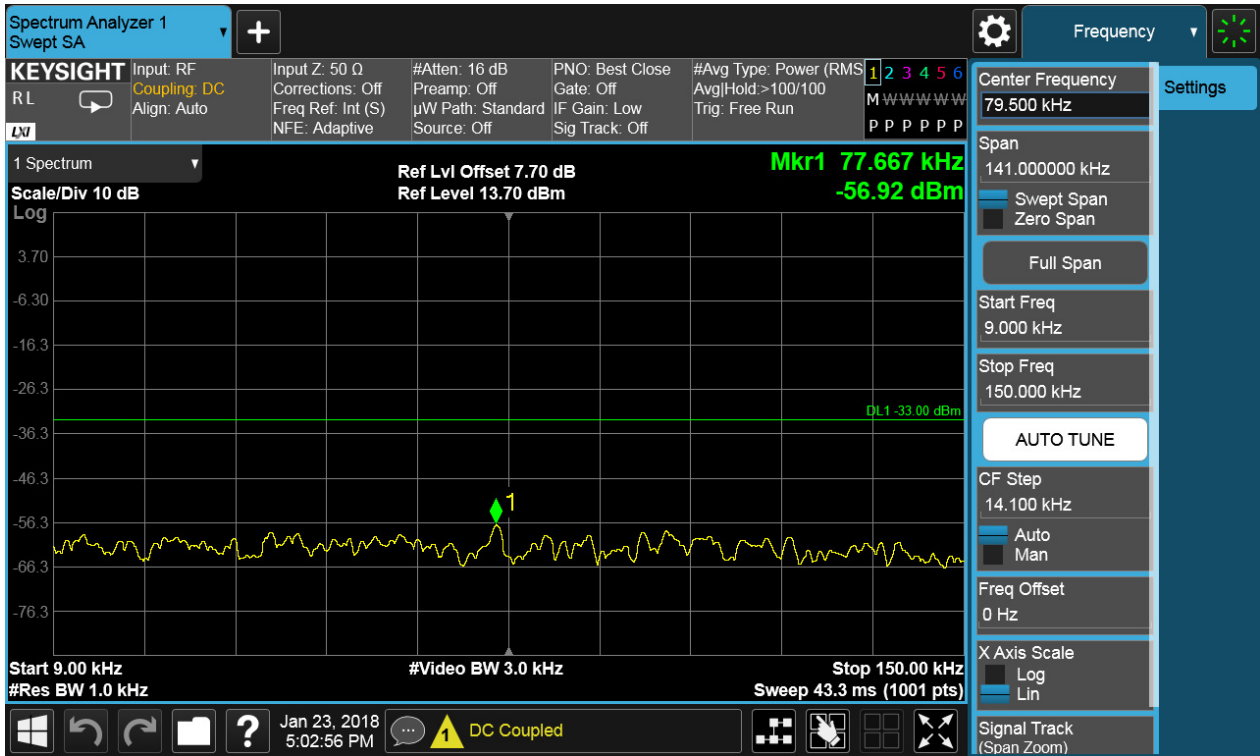 Spectrum Analyzer 1
Swept SA
+
Frequency
KEYSIGHT
R L
LXI
Input: RF
Coupling: DC
Align: Auto
Input Z: 50 Ω
Corrections: Off
Freq Ref: Int (S)
NFE: Adaptive
#Atten: 16 dB
Preamp: Off
µW Path: Standard
Source: Off
PNO: Best Close
Gate: Off
IF Gain: Low
Sig Track: Off
#Avg Type: Power (RMS
Avg|Hold:>100/100
Trig: Free Run
1 2 3 4 5 6
M W W W W W
P P P P P P
1 Spectrum
Scale/Div 10 dB
Log
Ref Lvl Offset 7.70 dB
Ref Level 13.70 dBm
Mkr1 77.667 kHz
-56.92 dBm
3.70
-6.30
-16.3
-26.3
-36.3
-46.3
-56.3
-66.3
-76.3
DL1 -33.00 dBm
1
Start 9.00 kHz
#Res BW 1.0 kHz
#Video BW 3.0 kHz
Stop 150.00 kHz
Sweep 43.3 ms (1001 pts)
Center Frequency
79.500 kHz
Span
141.000000 kHz
Swept Span
Zero Span
Full Span
Start Freq
9.000 kHz
Stop Freq
150.000 kHz
AUTO TUNE
CF Step
14.100 kHz
Auto
Man
Freq Offset
0 Hz
X Axis Scale
Log
Lin
Signal Track
(Span Zoom)
Settings
?
Jan 23, 2018
5:02:56 PM
1
DC Coupled